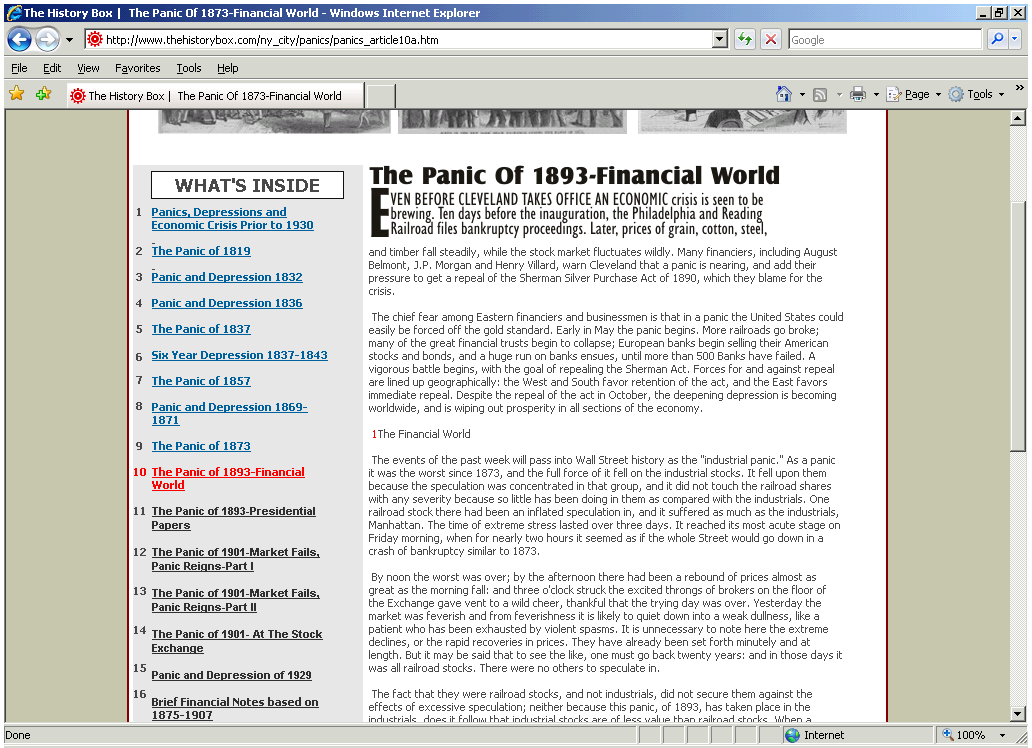 The History Box | The Panic Of 1873-Financial World - Windows Internet Explorer
http://www.thehistorybox.com/ny_city/panics/panics_article10a.htm
Google
File Edit View Favorites Tools Help
The History Box | The Panic Of 1873-Financial World
Page Tools »
WHAT'S INSIDE
1 Panics, Depressions and
Economic Crisis Prior to 1930
2 The Panic of 1819
3 Panic and Depression 1832
4 Panic and Depression 1836
5 The Panic of 1837
6 Six Year Depression 1837-1843
7 The Panic of 1857
8 Panic and Depression 1869-
1871
9 The Panic of 1873
10 The Panic of 1893-Financial
World
11 The Panic of 1893-Presidential
Papers
12 The Panic of 1901-Market Fails,
Panic Reigns-Part I
13 The Panic of 1901-Market Fails,
Panic Reigns-Part II
14 The Panic of 1901- At The Stock
Exchange
15 Panic and Depression of 1929
16 Brief Financial Notes based on
1875-1907
The Panic Of 1893-Financial World
EVEN BEFORE CLEVELAND TAKES OFFICE AN ECONOMIC crisis is seen to be
brewing. Ten days before the inauguration, the Philadelphia and Reading
Railroad files bankruptcy proceedings. Later, prices of grain, cotton, steel,
and timber fall steadily, while the stock market fluctuates wildly. Many financiers, including August
Belmont, J.P. Morgan and Henry Villard, warn Cleveland that a panic is nearing, and add their
pressure to get a repeal of the Sherman Silver Purchase Act of 1890, which they blame for the
crisis.
The chief fear among Eastern financiers and businessmen is that in a panic the United States could
easily be forced off the gold standard. Early in May the panic begins. More railroads go broke;
many of the great financial trusts begin to collapse; European banks begin selling their American
stocks and bonds, and a huge run on banks ensues, until more than 500 Banks have failed. A
vigorous battle begins, with the goal of repealing the Sherman Act. Forces for and against repeal
are lined up geographically: the West and South favor retention of the act, and the East favors
immediate repeal. Despite the repeal of the act in October, the deepening depression is becoming
worldwide, and is wiping out prosperity in all sections of the economy.
1The Financial World
The events of the past week will pass into Wall Street history as the "industrial panic." As a panic
it was the worst since 1873, and the full force of it fell on the industrial stocks. It fell upon them
because the speculation was concentrated in that group, and it did not touch the railroad shares
with any severity because so little has been doing in them as compared with the industrials. One
railroad stock there had been an inflated speculation in, and it suffered as much as the industrials,
Manhattan. The time of extreme stress lasted over three days. It reached its most acute stage on
Friday morning, when for nearly two hours it seemed as if the whole Street would go down in a
crash of bankruptcy similar to 1873.
By noon the worst was over; by the afternoon there had been a rebound of prices almost as
great as the morning fall: and three o'clock struck the excited throngs of brokers on the floor of
the Exchange gave vent to a wild cheer, thankful that the trying day was over. Yesterday the
market was feverish and from feverishness it is likely to quiet down into a weak dullness, like a
patient who has been exhausted by violent spasms. It is unnecessary to note here the extreme
declines, or the rapid recoveries in prices. They have already been set forth minutely and at
length. But it may be said that to see the like, one must go back twenty years: and in those days it
was all railroad stocks. There were no others to speculate in.
The fact that they were railroad stocks, and not industrials, did not secure them against the
effects of excessive speculation; neither because this panic, of 1893, has taken place in the
industrials, does it follow that industrial stocks are of less value than railroad stocks. When a
Done
Internet
100%